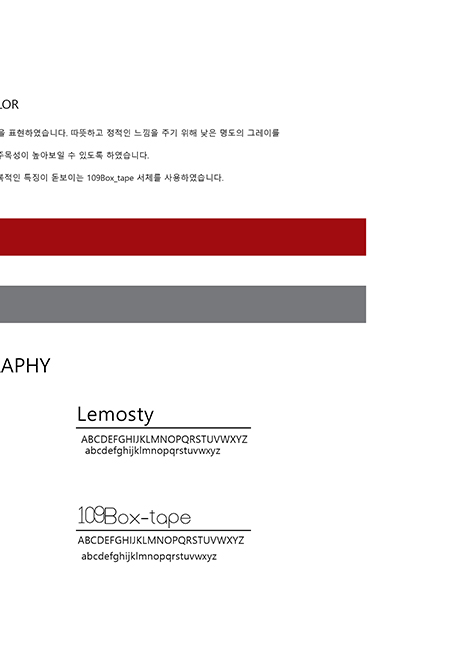 LOR
을 표현하였습니다. 따뜻하고 정적인 느낌을 주기 위해 낮은 명도의 그레이를
주목성이 높아보일 수 있도록 하였습니다.
적인 특징이 돋보이는 109Box_tape 서체를 사용하였습니다.
APHY
Lemosty
ABCDEFGHIJKLMNOPQRSTUVWXYZ
abcdefghijklmnopqrstuvwxyz
109Box-tape
ABCDEFGHIJKLMNOPQRSTUVWXYZ
abcdefghijklmnopqrstuvwxyz